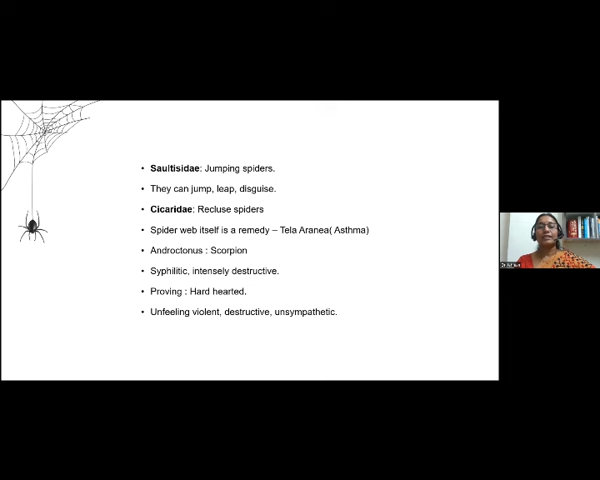 Saultisidae: Jumping spiders.
They can jump, leap, disguise.
Cicaridae: Recluse spiders
Spider web itself is a remedy – Tela Aranea( Asthma)
Androctonus : Scorpion
Syphilitic, intensely destructive.
Proving : Hard hearted.
Unfeeling violent, destructive, unsympathetic.